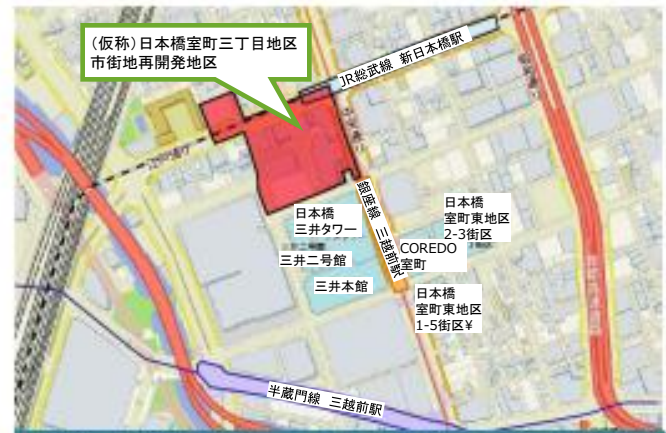 (仮称)日本橋室町三丁目地区
市街地再開発地区
JR総武線 新日本橋駅
日本橋
三井タワー
銀座線 三越前駅
日本橋
室町東地区
2-3街区
三井二号館
COREDO
室町
三井本館
日本橋
室町東地区
1-5街区¥
半蔵門線 三越前駅